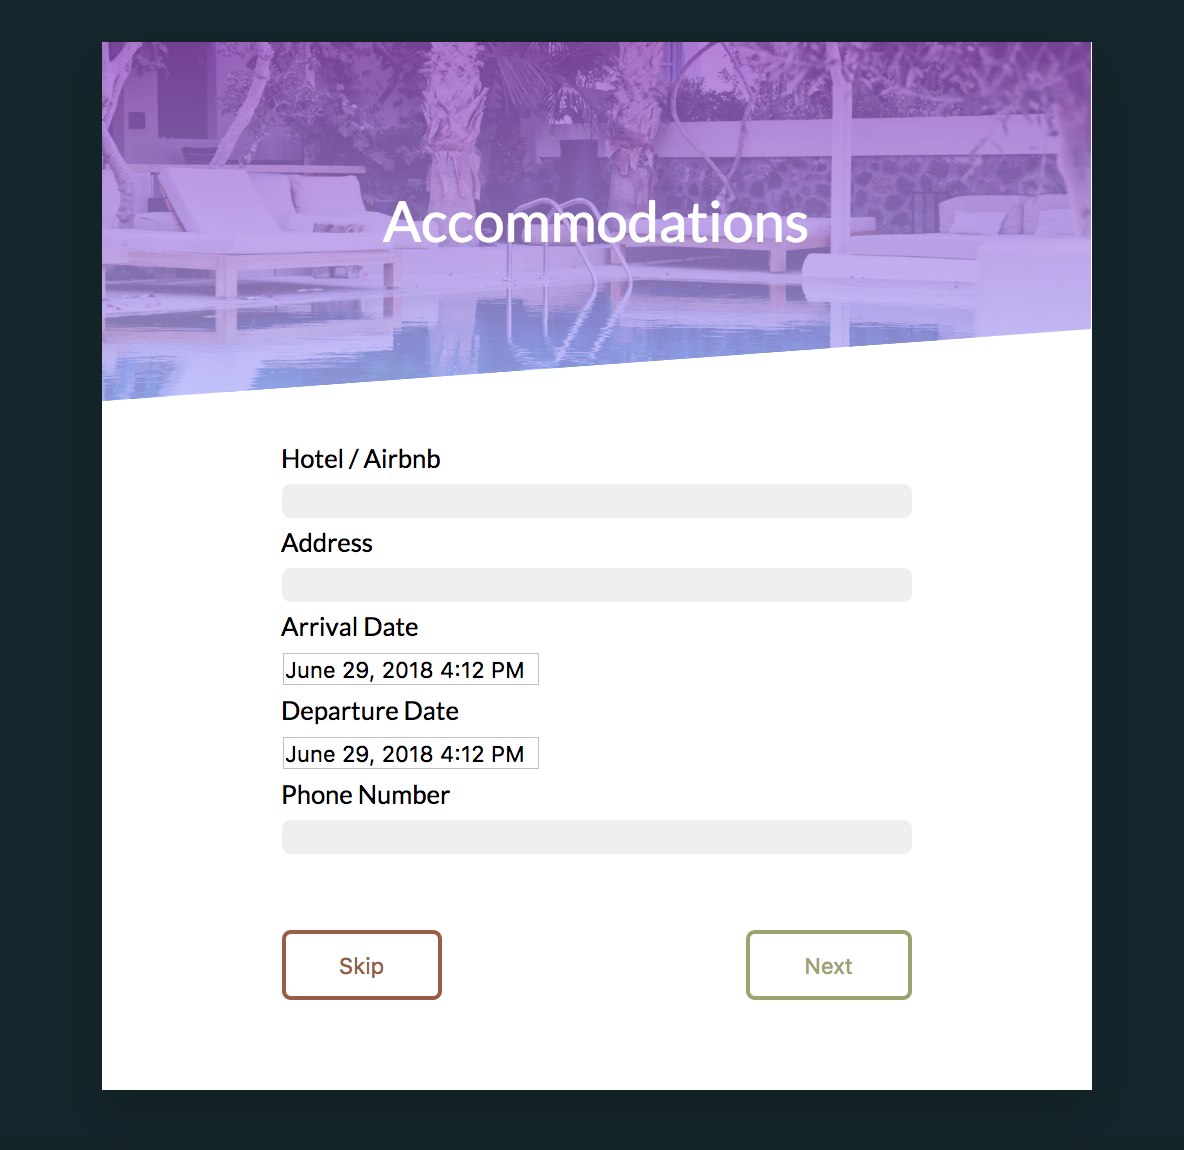 Accommodations
Hotel / Airbnb
Address
Arrival Date
June 29, 2018 4:12 PM
Departure Date
June 29, 2018 4:12 PM
Phone Number
Skip
Next